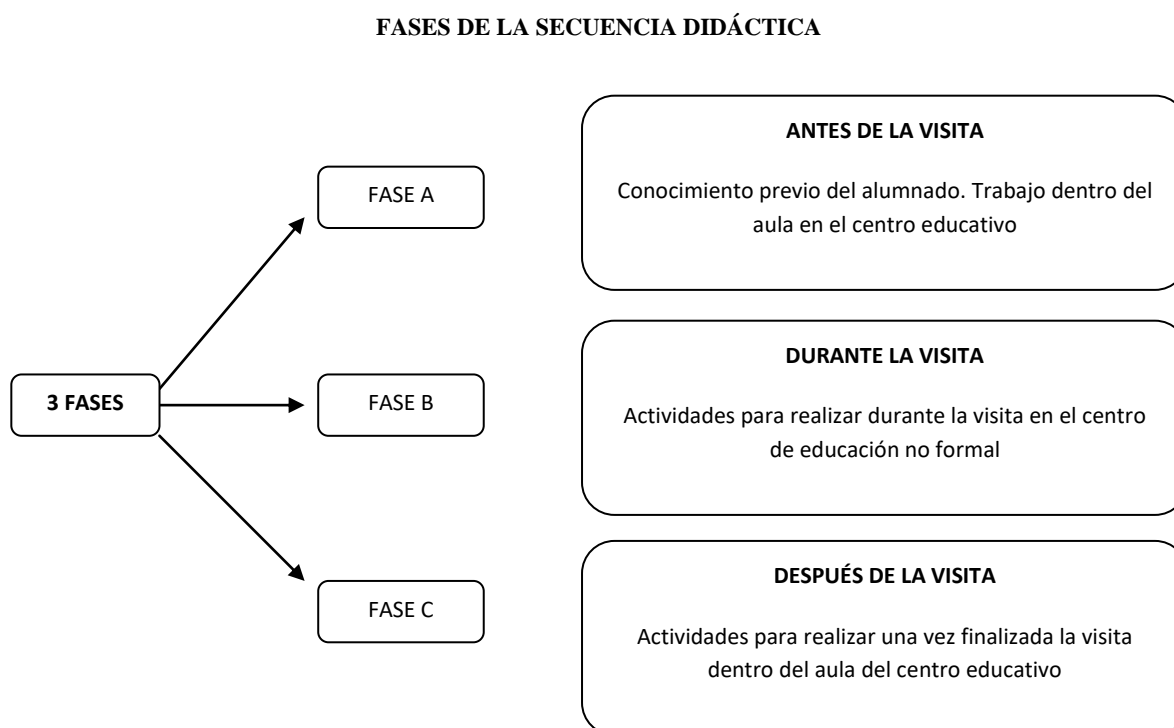 FASES DE LA SECUENCIA DIDÁCTICA
ANTES DE LA VISITA
FASE A
Conocimiento previo del alumnado. Trabajo dentro del
aula en el centro educativo
DURANTE LA VISITA
3 FASES
FASE B
Actividades para realizar durante la visita en el centro
de educación no formal
DESPUÉS DE LA VISITA
FASE C
Actividades para realizar una vez finalizada la visita
dentro del aula del centro educativo